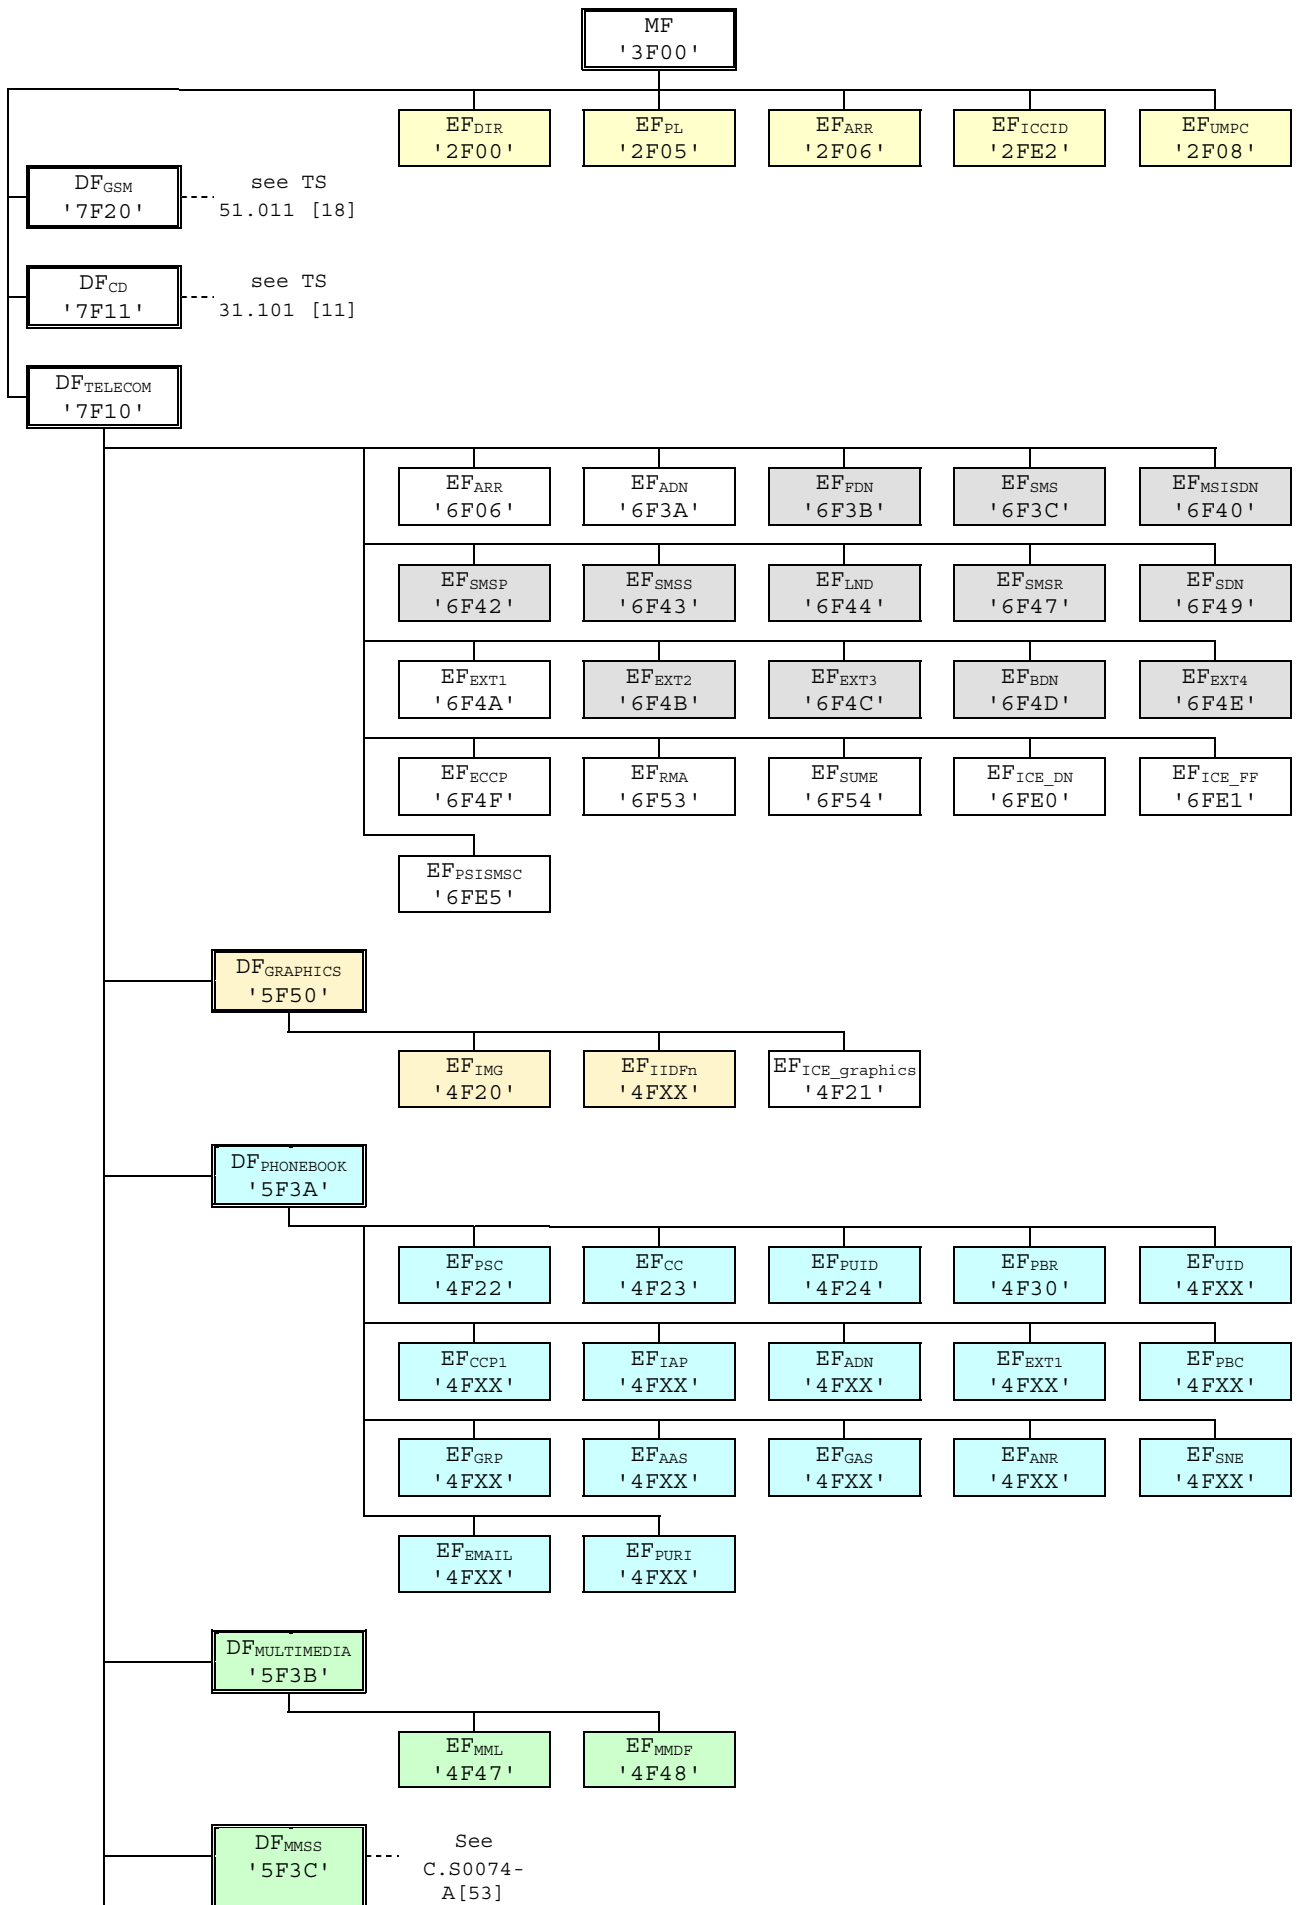 MF
'3F00'
EFDIR EFPL EFARR EFICCID EFUMPC
'2F00' '2F05' '2F06' '2FE2' '2F08'
DFGSM see TS
'7F20' 51.011 [18]
DFCD see TS
'7F11' 31.101 [11]
DFTELECOM
'7F10'
EFARR EFADN EFFDN EFSMS EFMSISDN
'6F06' '6F3A' '6F3B' '6F3C' '6F40'
EFSMSP EFSMSS EFLND EFSMSR EFSDN
'6F42' '6F43' '6F44' '6F47' '6F49'
EFEXT1 EFEXT2 EFEXT3 EFBDN EFEXT4
'6F4A' '6F4B' '6F4C' '6F4D' '6F4E'
EFECCP EFRMA EFSUME EFICE_DN EFICE_FF
'6F4F' '6F53' '6F54' '6FE0' '6FE1'
EFPSISMSC
'6FE5'
DFGRAPHICS
'5F50'
EFIMG EFIIDFn EFICE_graphics
'4F20' '4FXX' '4F21'
DFPHONEBOOK
'5F3A'
EFPSC EFCC EFPUID EFPBR EFUID
'4F22' '4F23' '4F24' '4F30' '4FXX'
EFCCP1 EFIAP EFADN EFEXT1 EFPBC
'4FXX' '4FXX' '4FXX' '4FXX' '4FXX'
EFGRP EFAAS EFGAS EFANR EFSNE
'4FXX' '4FXX' '4FXX' '4FXX' '4FXX'
EFEMAIL EFPURI
'4FXX' '4FXX'
DFMULTIMEDIA
'5F3B'
EFMML EFMMDF
'4F47' '4F48'
DFMMSS See
'5F3C' C.S0074-
A[53]